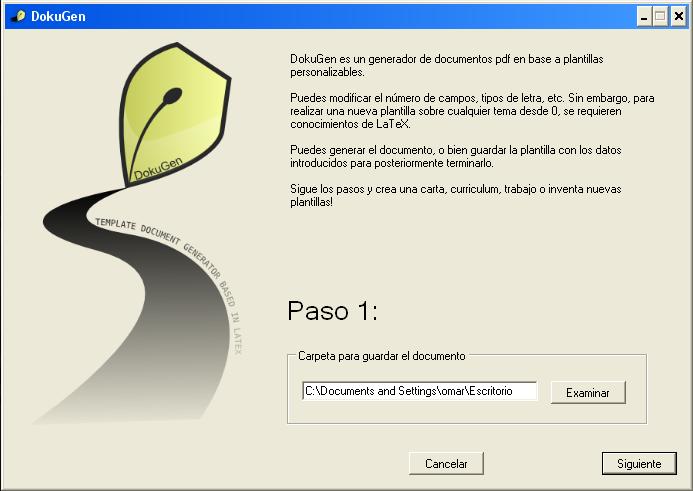 DokuGen
DokuGen es un generador de documentos pdf en base a plantillas
personalizables.
Puedes modificar el número de campos, tipos de letra, etc. Sin embargo, para
realizar una nueva plantilla sobre cualquier tema desde 0, se requieren
conocimientos de LaTeX.
Puedes generar el documento, o bien guardar la plantilla con los datos
introducidos para posteriormente terminarlo.
Sigue los pasos y crea una carta, curriculum, trabajo o inventa nuevas
plantillas!
DokuGen
TEMPLATE DOCUMENT GENERATOR BASED IN LATEX
Paso 1:
Carpeta para guardar el documento
C:\Documents and Settings\omar\Escritorio
Examinar
Cancelar
Siguiente